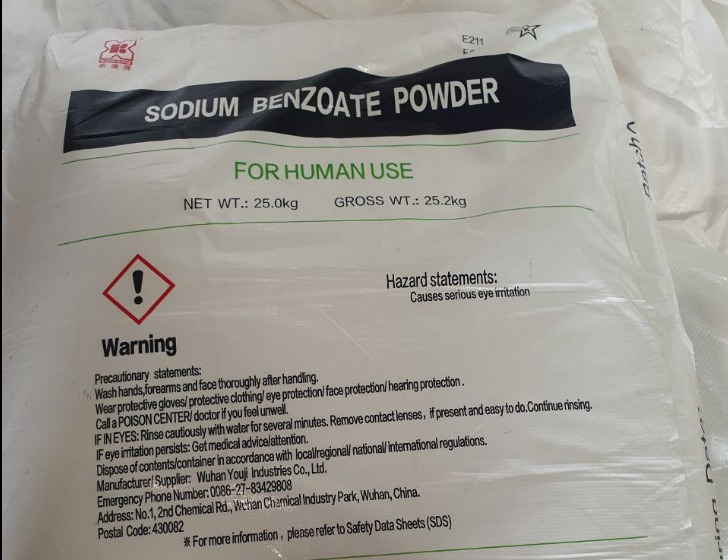 E211
SODIUM BENZOATE POWDER
FOR HUMAN USE
NET WT.: 25.0kg GROSS WT.: 25.2kg
Hazard statements:
Causes serious eye irritation
Warning
Precautionary statements:
Wash hands,forearms and face thoroughly after handling.
Wear protective gloves/ protective clothing/ eye protection/ face protection/ hearing protection.
Call a POISON CENTER/ doctor if you feel unwell.
IF IN EYES: Rinse cautiously with water for several minutes. Remove contact lenses, if present and easy to do.Continue rinsing.
IF eye irritation persists: Get medical advice/attention.
Dispose of contents/container in accordance with local/regional/ national/ international regulations.
Manufacturer/ Supplier: Wuhan Youji Industries Co., Ltd.
Emergency Phone Number: 0086-27-83429808
Address: No.1, 2nd Chemical Rd., Wuhan Chemical Industry Park, Wuhan, China.
Postal Code: 430082
※ For more information , please refer to Safety Data Sheets (SDS)